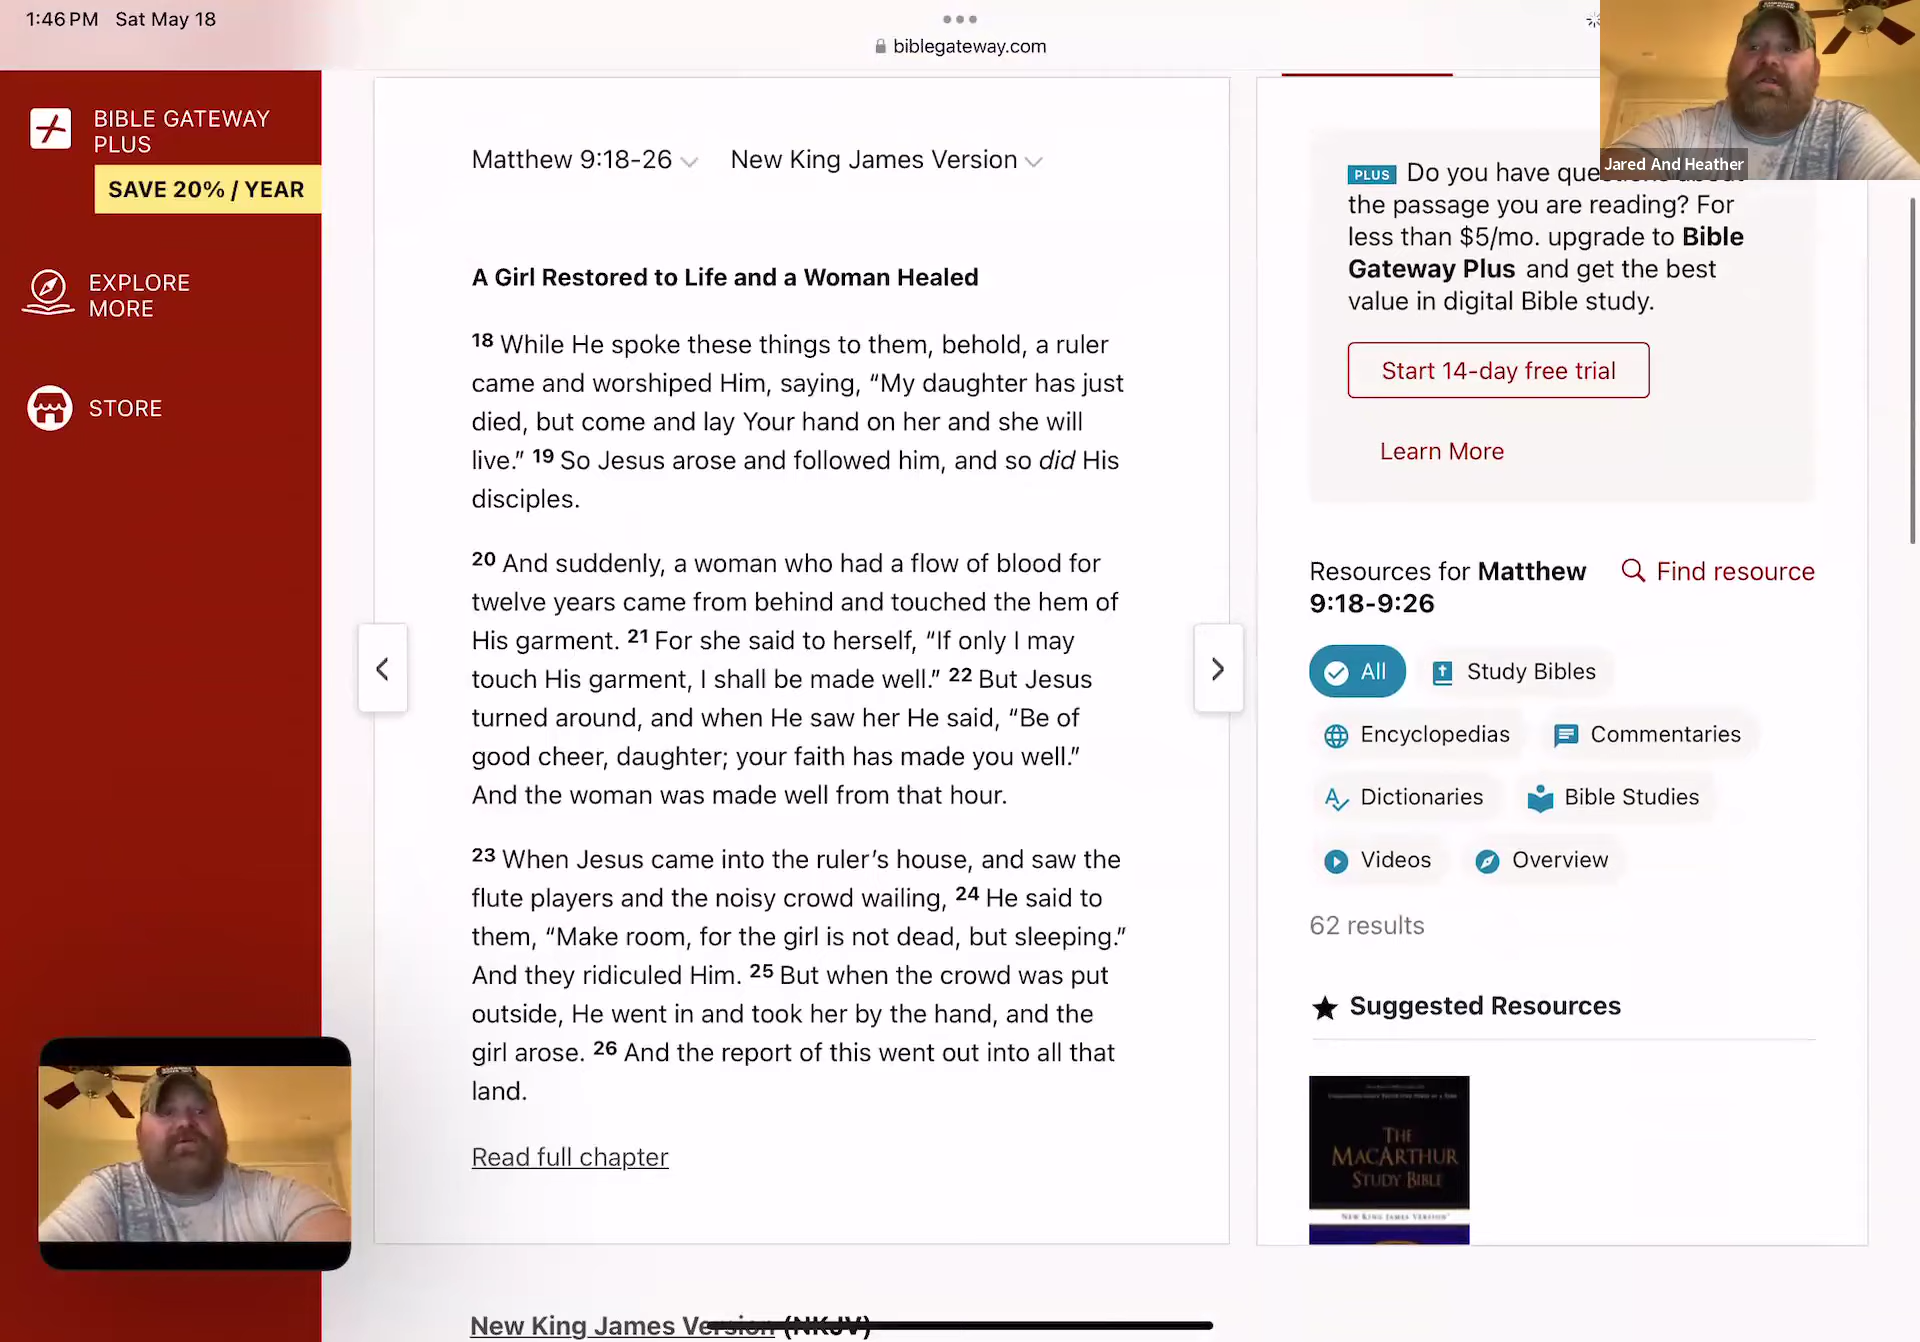 1:46 PM Sat May 18
biblegateway.com
BIBLE GATEWAY
PLUS
SAVE 20% / YEAR
EXPLORE
MORE
STORE
Matthew 9:18-26 New King James Version
A Girl Restored to Life and a Woman Healed
18 While He spoke these things to them, behold, a ruler
came and worshiped Him, saying, “My daughter has just
died, but come and lay Your hand on her and she will
live.” 19 So Jesus arose and followed him, and so did His
disciples.
20 And suddenly, a woman who had a flow of blood for
twelve years came from behind and touched the hem of
His garment. 21 For she said to herself, “If only I may
touch His garment, I shall be made well.” 22 But Jesus
turned around, and when He saw her He said, “Be of
good cheer, daughter; your faith has made you well.”
And the woman was made well from that hour.
23 When Jesus came into the ruler’s house, and saw the
flute players and the noisy crowd wailing, 24 He said to
them, “Make room, for the girl is not dead, but sleeping.”
And they ridiculed Him. 25 But when the crowd was put
outside, He went in and took her by the hand, and the
girl arose. 26 And the report of this went out into all that
land.
Read full chapter
New King James Version (NKJV)
Jared And Heather
PLUS Do you have
the passage you are reading? For
less than $5/mo. upgrade to Bible
Gateway Plus and get the best
value in digital Bible study.
Start 14-day free trial
Learn More
Resources for Matthew
9:18-9:26
Find resource
All Study Bibles
Encyclopedias Commentaries
Dictionaries Bible Studies
Videos Overview
62 results
Suggested Resources
THE
MACARTHUR
STUDY BIBLE
NEW KING JAMES VERSION